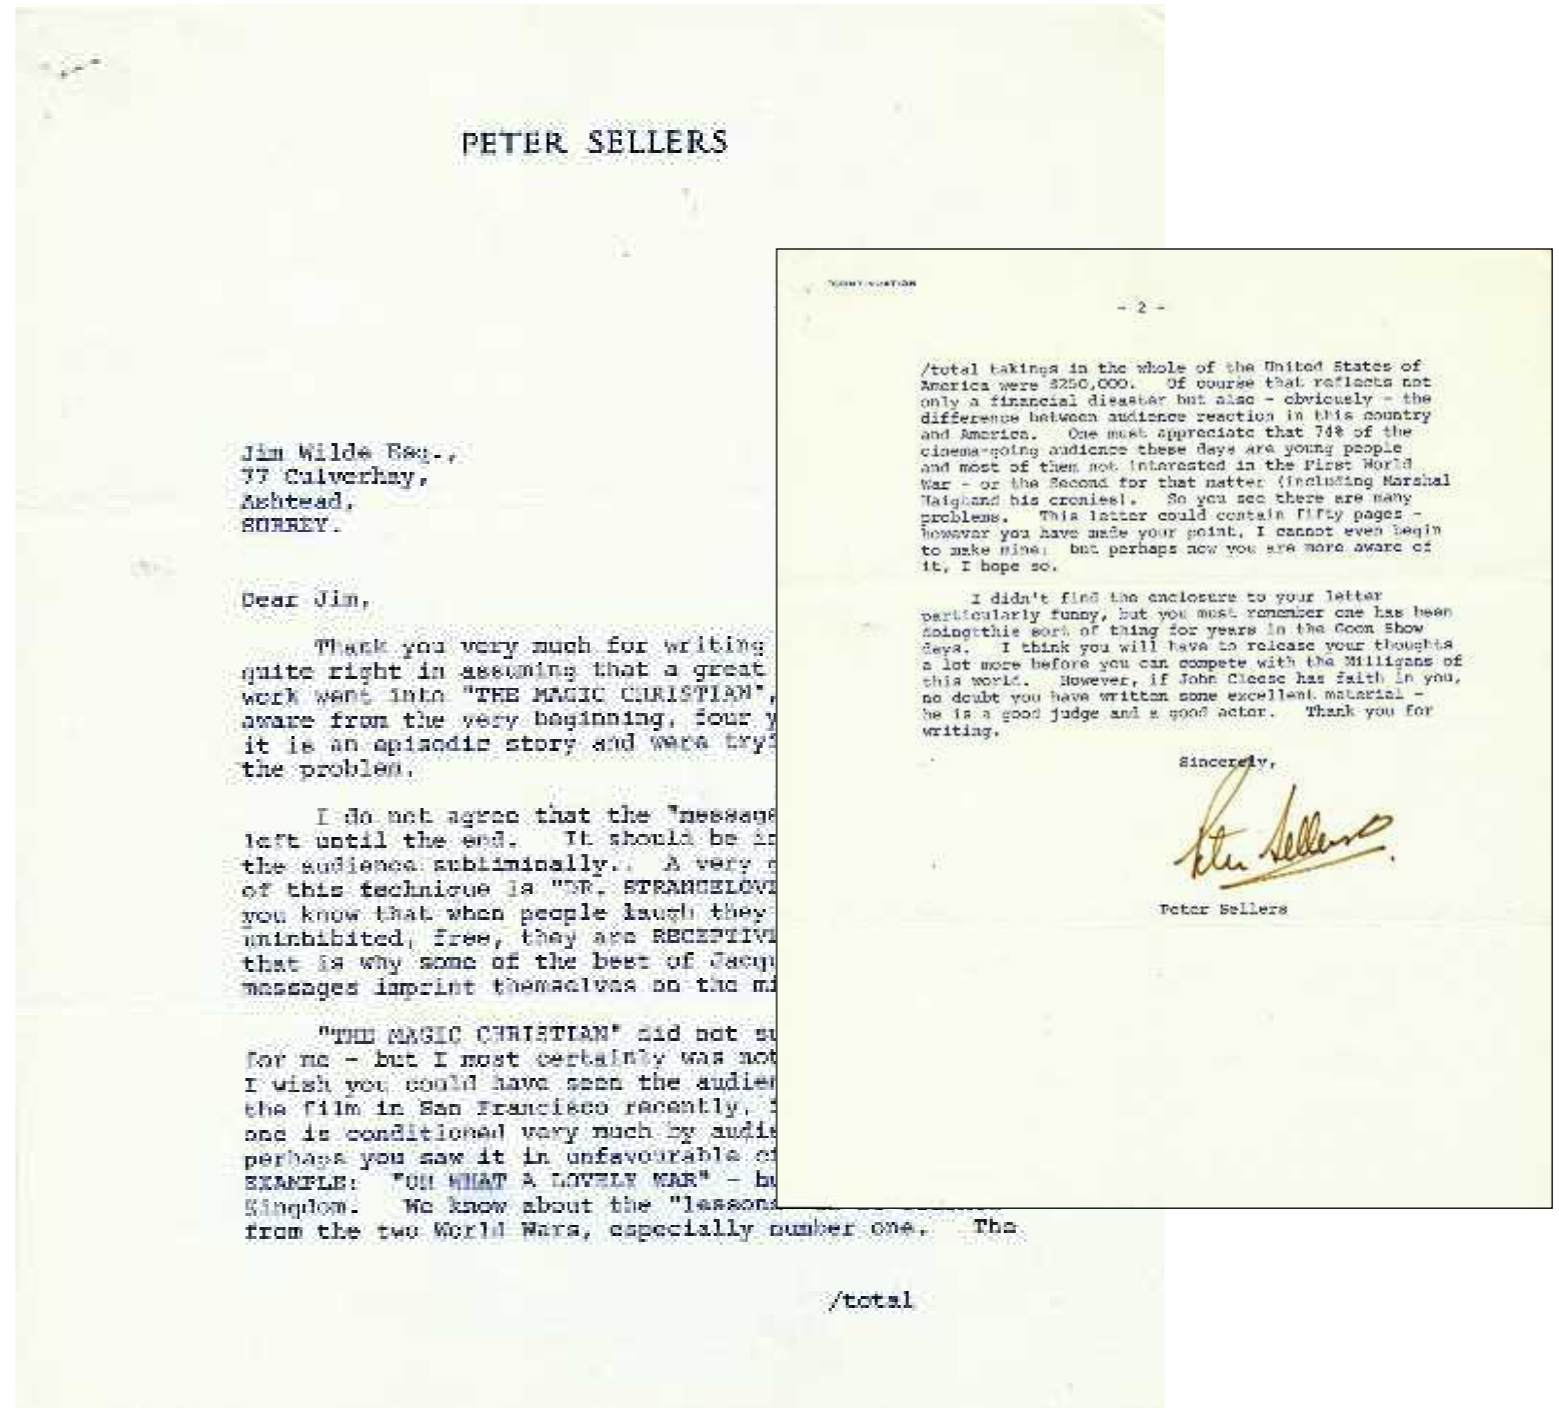 PETER SELLERS
Jim Wilde Esq.,
77 Culverhay,
Ashtead,
SURREY.
Dear Jim,
Thank you very much for writing
quite right in assuming that a great
work went into "THE MAGIC CHRISTIAN",
aware from the very beginning, four y
it is an episodic story and were tryi
the problem.
I do not agree that the "message
left until the end. It should be in
the audience subliminally.. A very
of this technique is "DR. STRANGELOVE
you know that when people laugh they
uninhibited, free, they are RECEPTIVE
that is why some of the best of Jacqu
messages imprint themselves on the mi
"THE MAGIC CHRISTIAN" did not su
for me - but I most certainly was not
I wish you could have seen the audien
the film in San Francisco recently,
one is conditioned very much by audie
perhaps you saw it in unfavourable ci
EXAMPLE: "OH WHAT A LOVELY WAR" - bu
Kingdom. We know about the "lessons
from the two World Wars, especially number one. The
/total
CONTINUATION
- 2 -
/total takings in the whole of the United States of
America were $250,000. Of course that reflects not
only a financial disaster but also - obviously - the
difference between audience reaction in this country
and America. One must appreciate that 74% of the
cinema-going audience these days are young people
and most of them not interested in the First World
War - or the Second for that matter (including Marshal
Haigand his cronies). So you see there are many
problems. This letter could contain fifty pages -
however you have made your point, I cannot even begin
to make mine; but perhaps now you are more aware of
it, I hope so.
I didn't find the enclosure to your letter
particularly funny, but you must remember one has been
doingtthis sort of thing for years in the Goon Show
days. I think you will have to release your thoughts
a lot more before you can compete with the Milligans of
this world. However, if John Cleese has faith in you,
no doubt you have written some excellent material -
he is a good judge and a good actor. Thank you for
writing.
Sincerely,
Peter Sellers
Peter Sellers